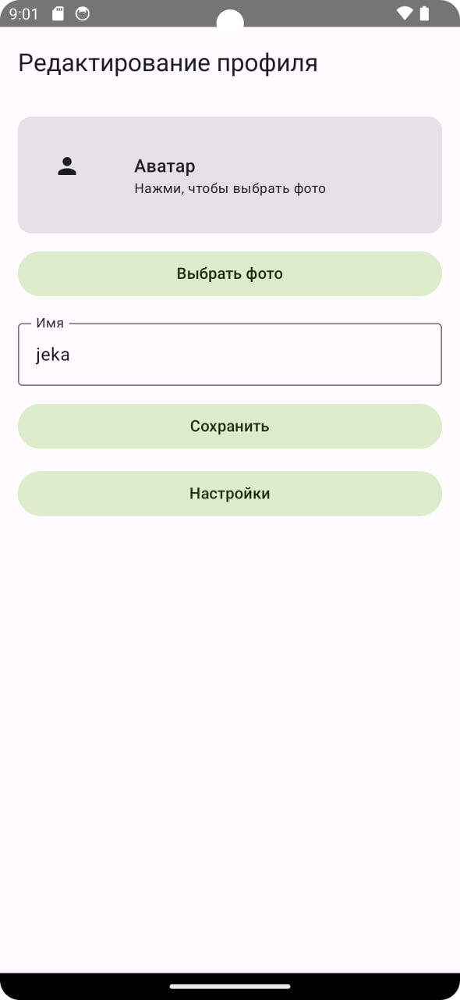 9:01
Редактирование профиля
Аватар
Нажми, чтобы выбрать фото
Выбрать фото
Имя
jeka
Сохранить
Настройки